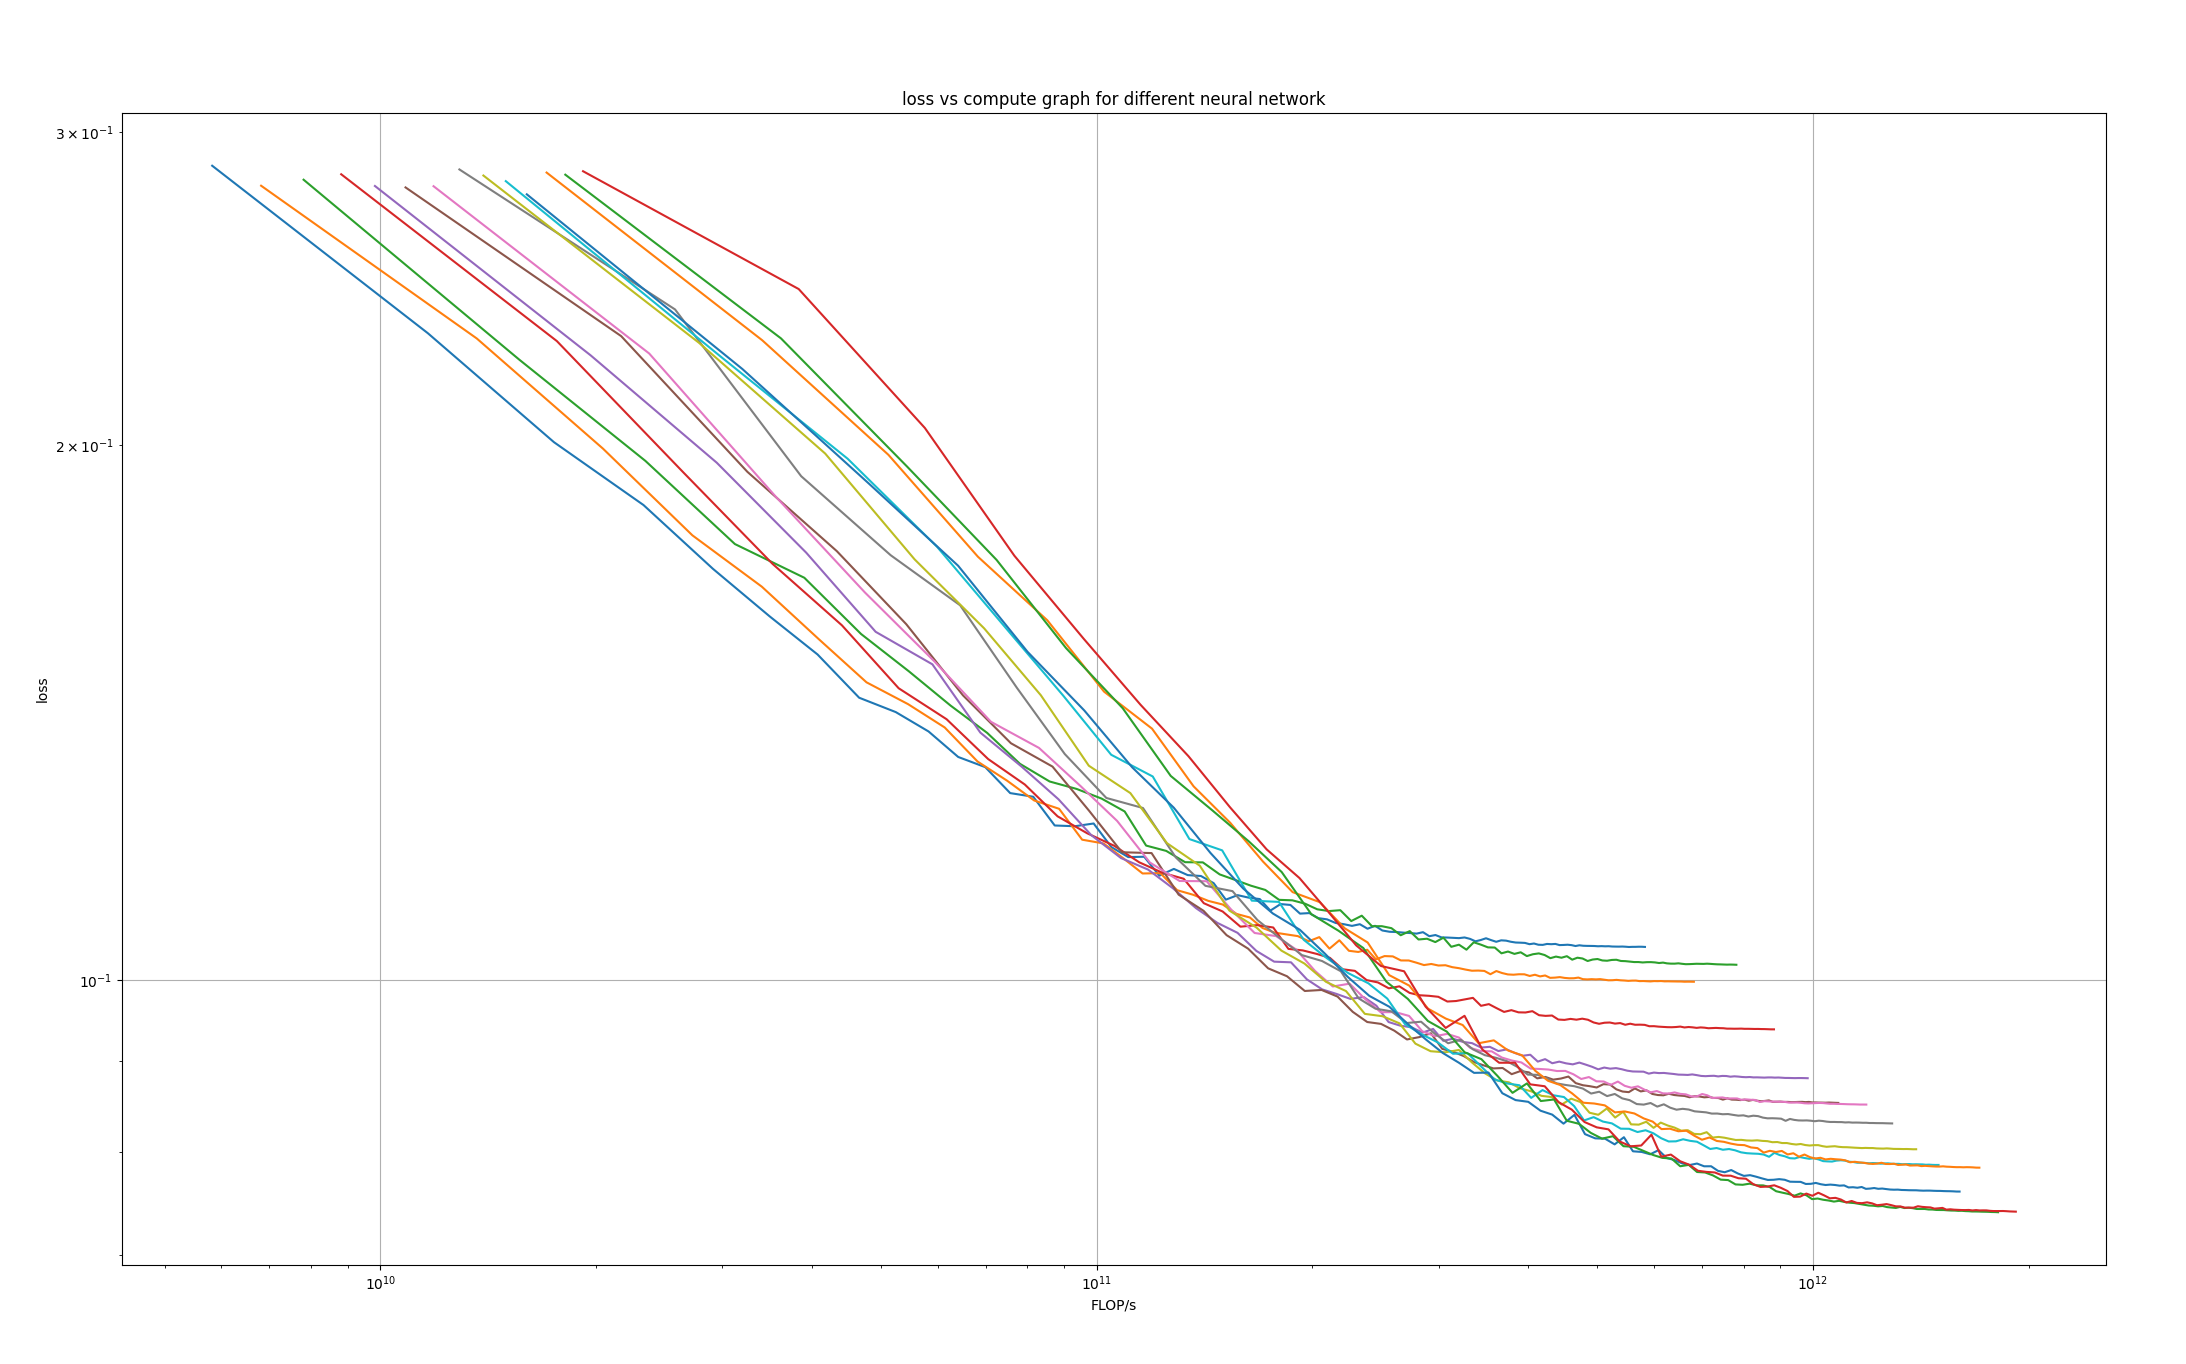 loss vs compute graph for different neural network
3 × 10⁻¹
2 × 10⁻¹
10⁻¹
loss
10¹⁰
10¹¹
10¹²
FLOP/s